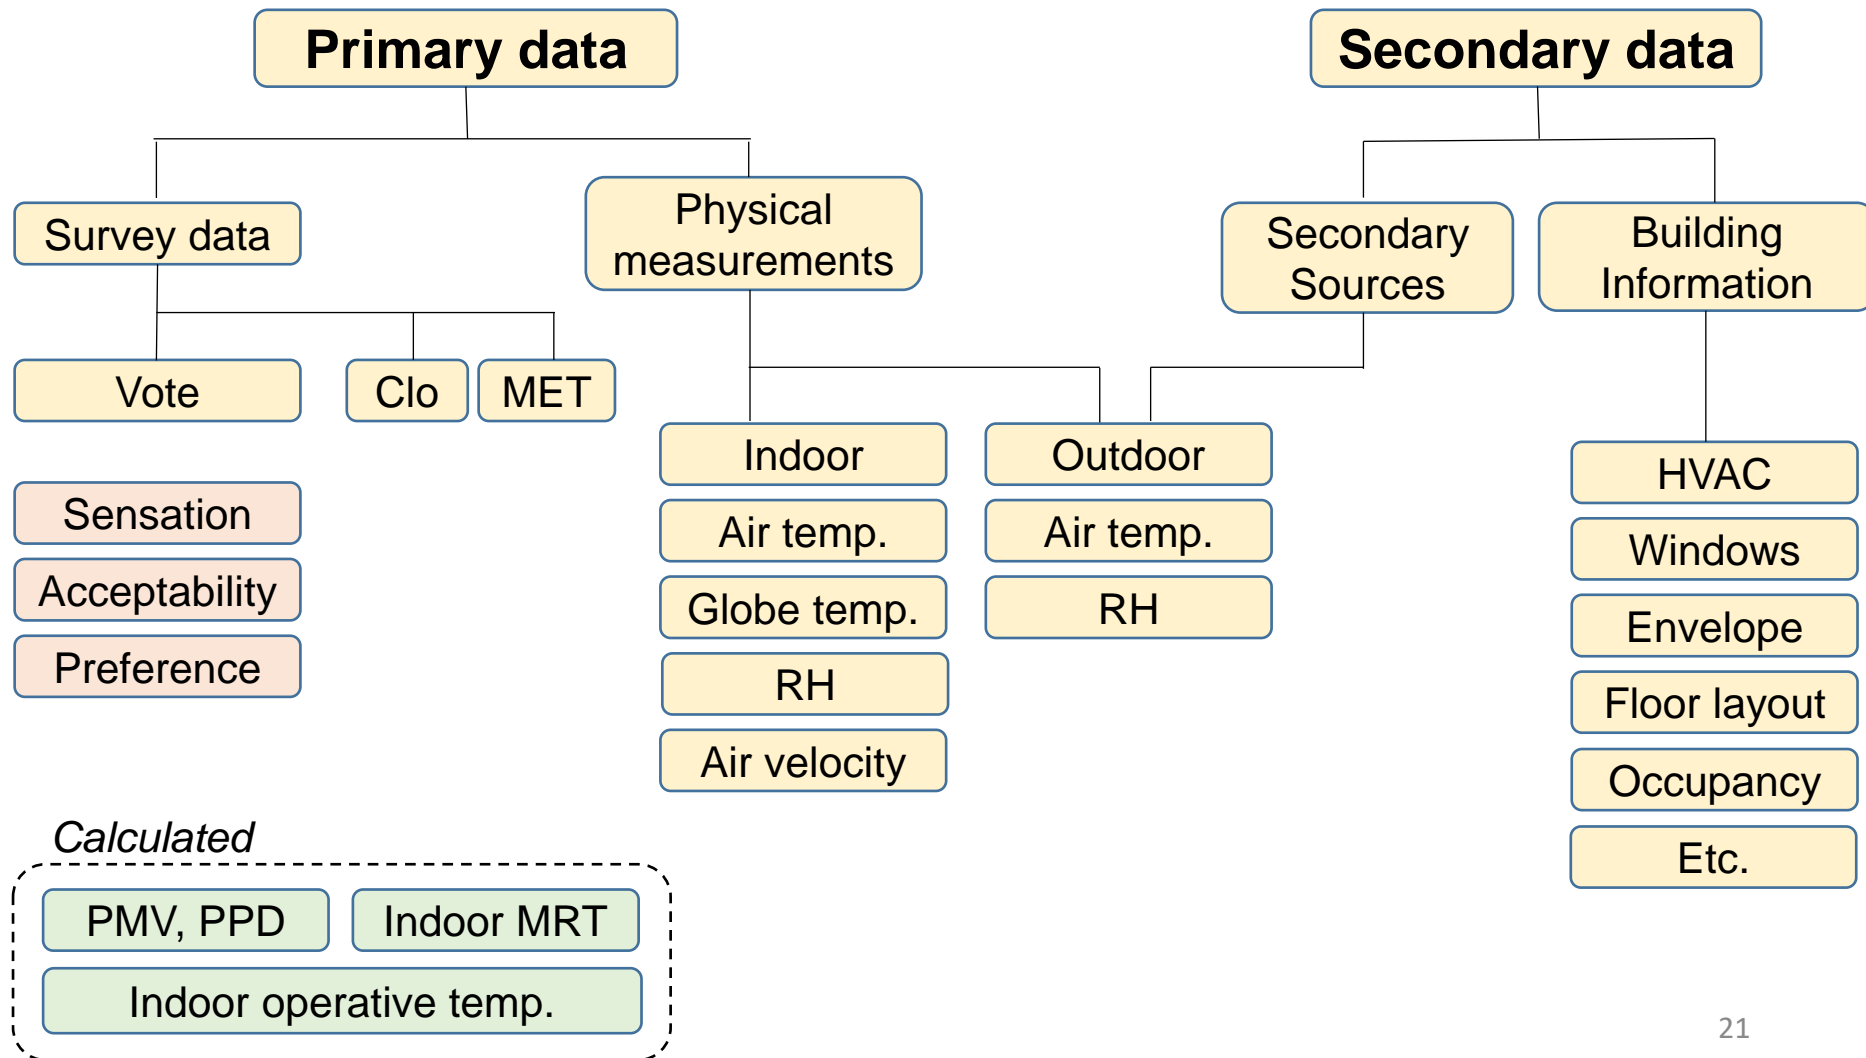 Primary data
Secondary data
Survey data
Physical
measurements
Secondary
Sources
Building
Information
Vote
Clo
MET
Sensation
Acceptability
Preference
Indoor
Air temp.
Globe temp.
RH
Air velocity
Outdoor
Air temp.
RH
HVAC
Windows
Envelope
Floor layout
Occupancy
Etc.
Calculated
PMV, PPD
Indoor MRT
Indoor operative temp.
21